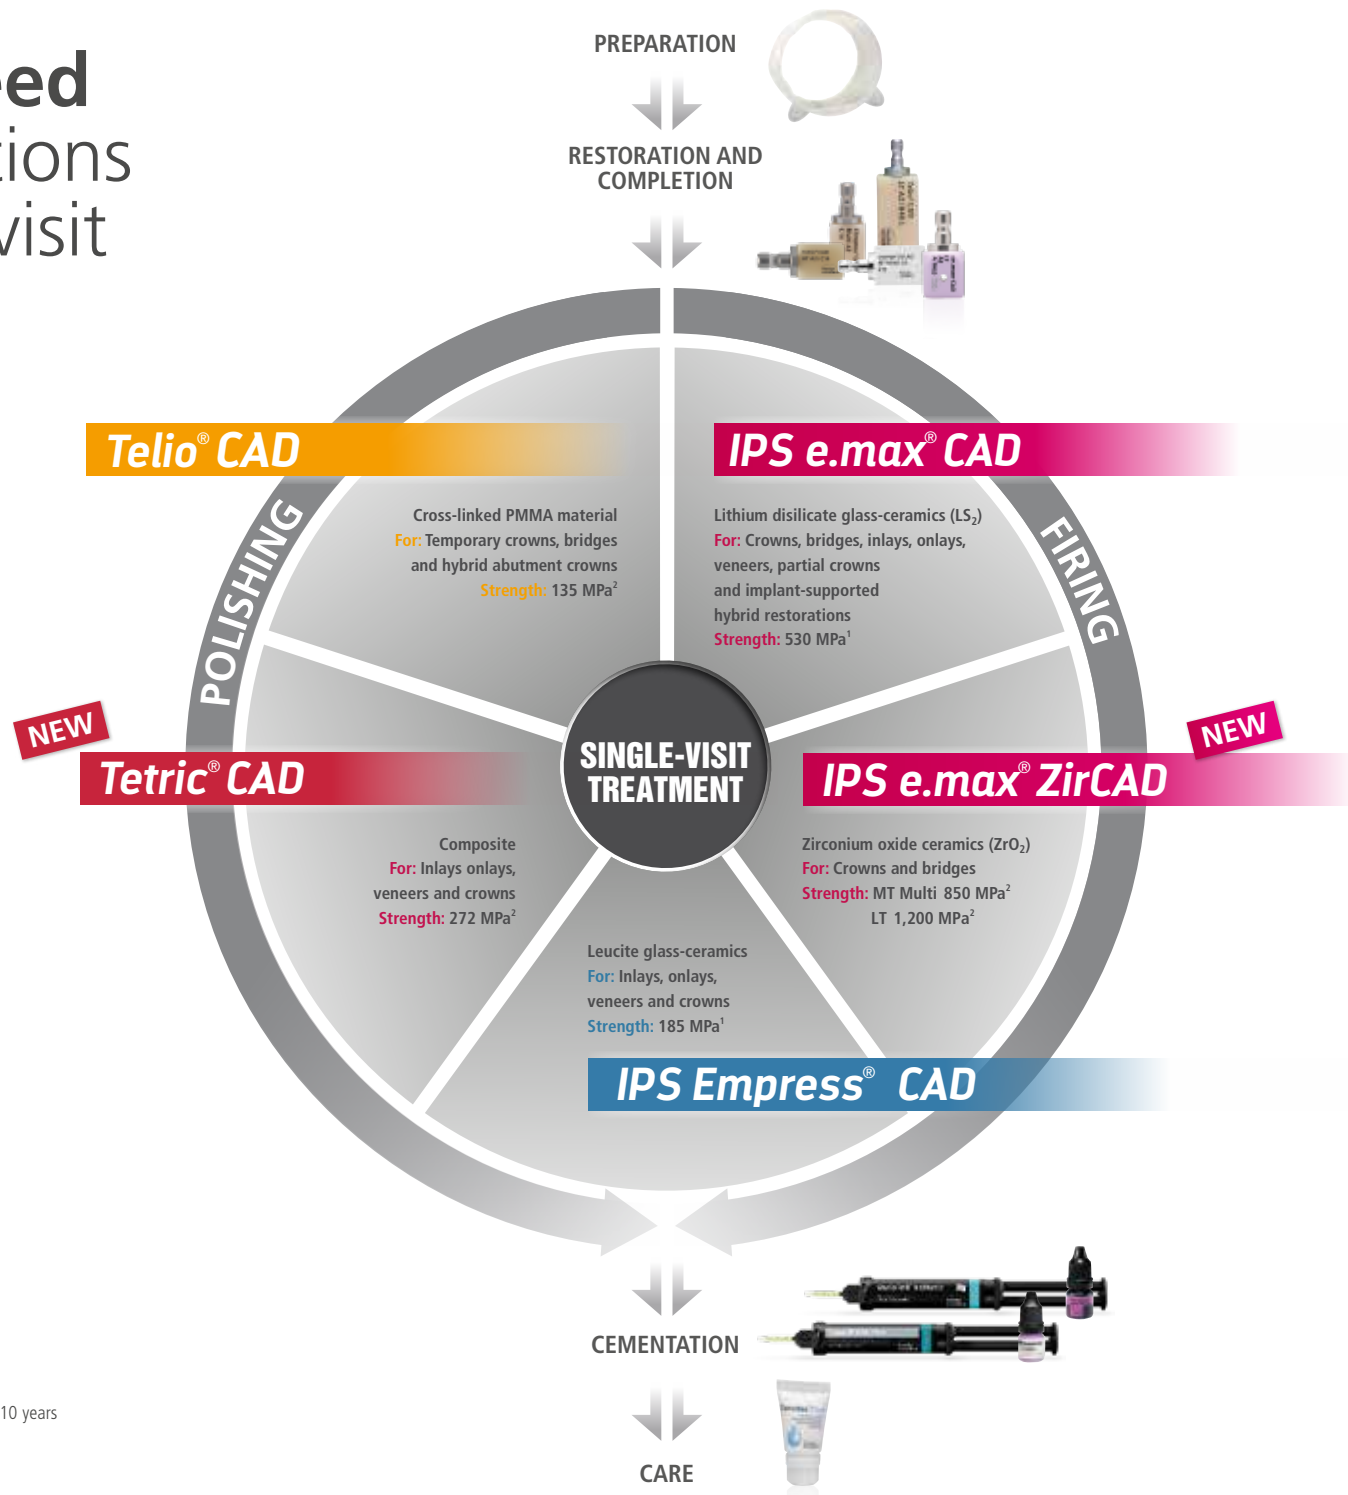 eed
tions
visit
PREPARATION
RESTORATION AND
COMPLETION
Telio® CAD
Cross-linked PMMA material
For: Temporary crowns, bridges
and hybrid abutment crowns
Strength: 135 MPa²
IPS e.max® CAD
Lithium disilicate glass-ceramics (LS₂)
For: Crowns, bridges, inlays, onlays,
veneers, partial crowns
and implant-supported
hybrid restorations
Strength: 530 MPa¹
POLISHING
FIRING
SINGLE-VISIT
TREATMENT
NEW
Tetric® CAD
Composite
For: Inlays onlays,
veneers and crowns
Strength: 272 MPa²
NEW
IPS e.max® ZirCAD
Zirconium oxide ceramics (ZrO₂)
For: Crowns and bridges
Strength: MT Multi 850 MPa²
LT 1,200 MPa²
Leucite glass-ceramics
For: Inlays, onlays,
veneers and crowns
Strength: 185 MPa¹
IPS Empress® CAD
CEMENTATION
10 years
CARE